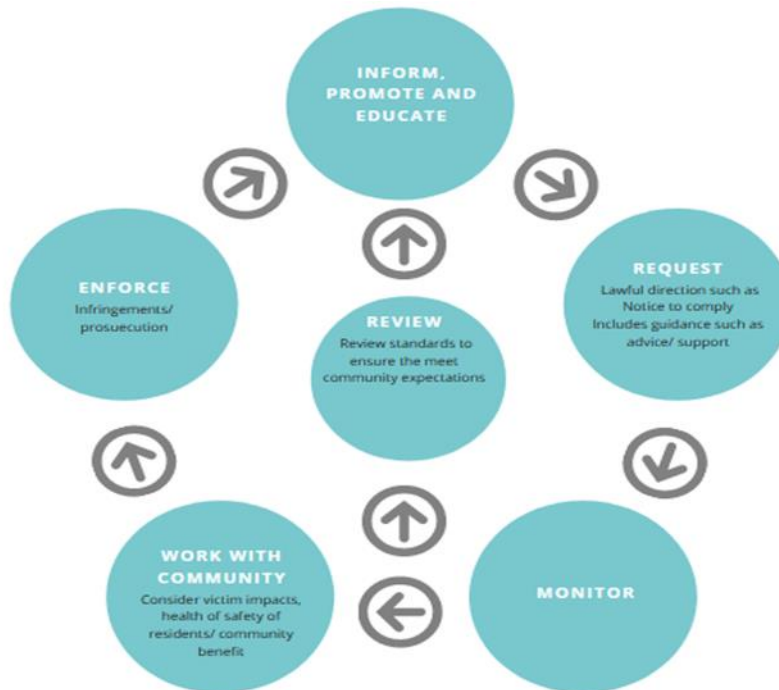 INFORM,
PROMOTE AND
EDUCATE
REQUEST
Lawful direction such as
Notice to comply
Includes guidance such as
advice/ support
MONITOR
WORK WITH
COMMUNITY
Consider victim impacts,
health of safety of
residents/ community
benefit
ENFORCE
Infringements/
prosuecution
REVIEW
Review standards to
ensure the meet
community expectations